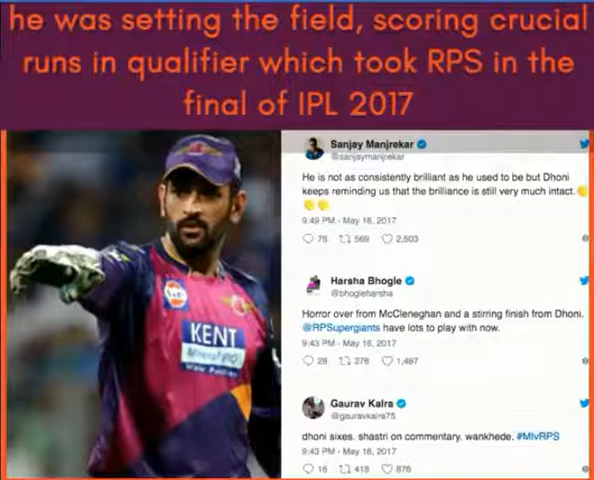 he was setting the field, scoring crucial
runs in qualifier which took RPS in the
final of IPL 2017
Sanjay Manjrekar
@sanjaymanjrekar
He is not as consistently brilliant as he used to be but Dhoni
keeps reminding us that the brilliance is still very much intact. 👏
👏👏
9:49 PM - May 16, 2017
76 569 2,503
Harsha Bhogle
@bhogleharsha
Horror over from McCleneghan and a stirring finish from Dhoni.
@RPSupergiants have lots to play with now.
9:43 PM - May 16, 2017
28 278 1,487
Gaurav Kalra
@gauravkalra75
dhoni sixes. shastri on commentary. wankhede. #MIvRPS
9:43 PM - May 16, 2017
16 418 876
KENT
Mineral RO